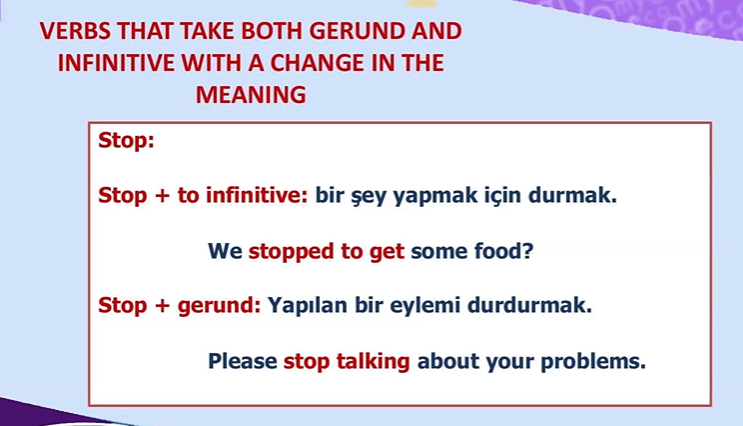 VERBS THAT TAKE BOTH GERUND AND
INFINITIVE WITH A CHANGE IN THE
MEANING
Stop:
Stop + to infinitive: bir şey yapmak için durmak.
We stopped to get some food?
Stop + gerund: Yapılan bir eylemi durdurmak.
Please stop talking about your problems.